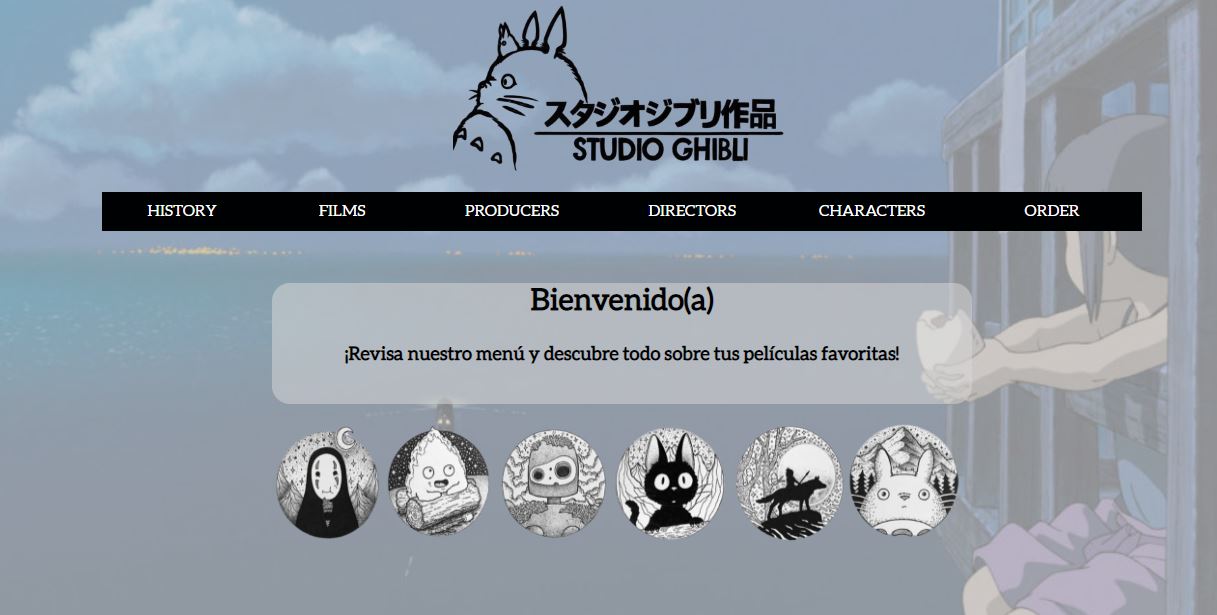 スタジオジブリ作品
STUDIO GHIBLI
HISTORY FILMS PRODUCERS DIRECTORS CHARACTERS ORDER
Bienvenido(a)
¡Revisa nuestro menú y descubre todo sobre tus películas favoritas!